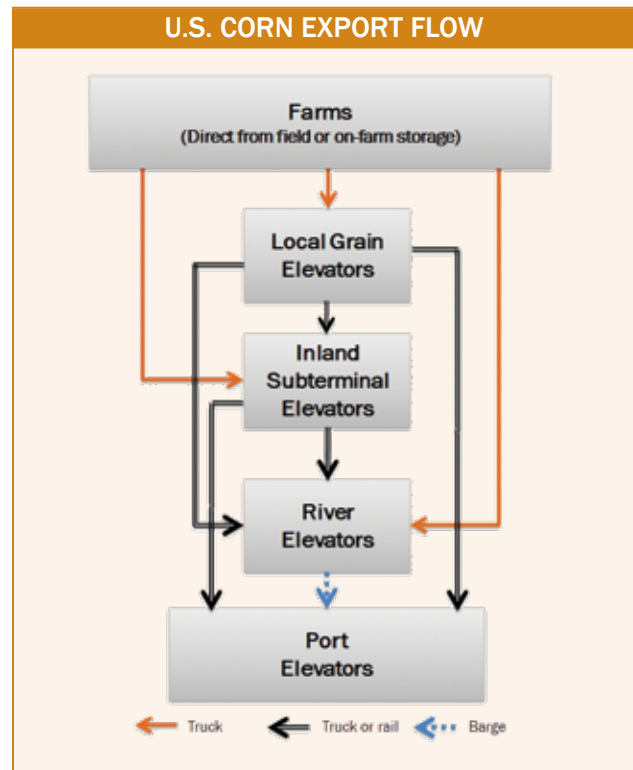 U.S. CORN EXPORT FLOW
Farms
(Direct from field or on-farm storage)
Local Grain
Elevators
Inland
Subterminal
Elevators
River
Elevators
Port
Elevators
Truck
Truck or rail
Barge